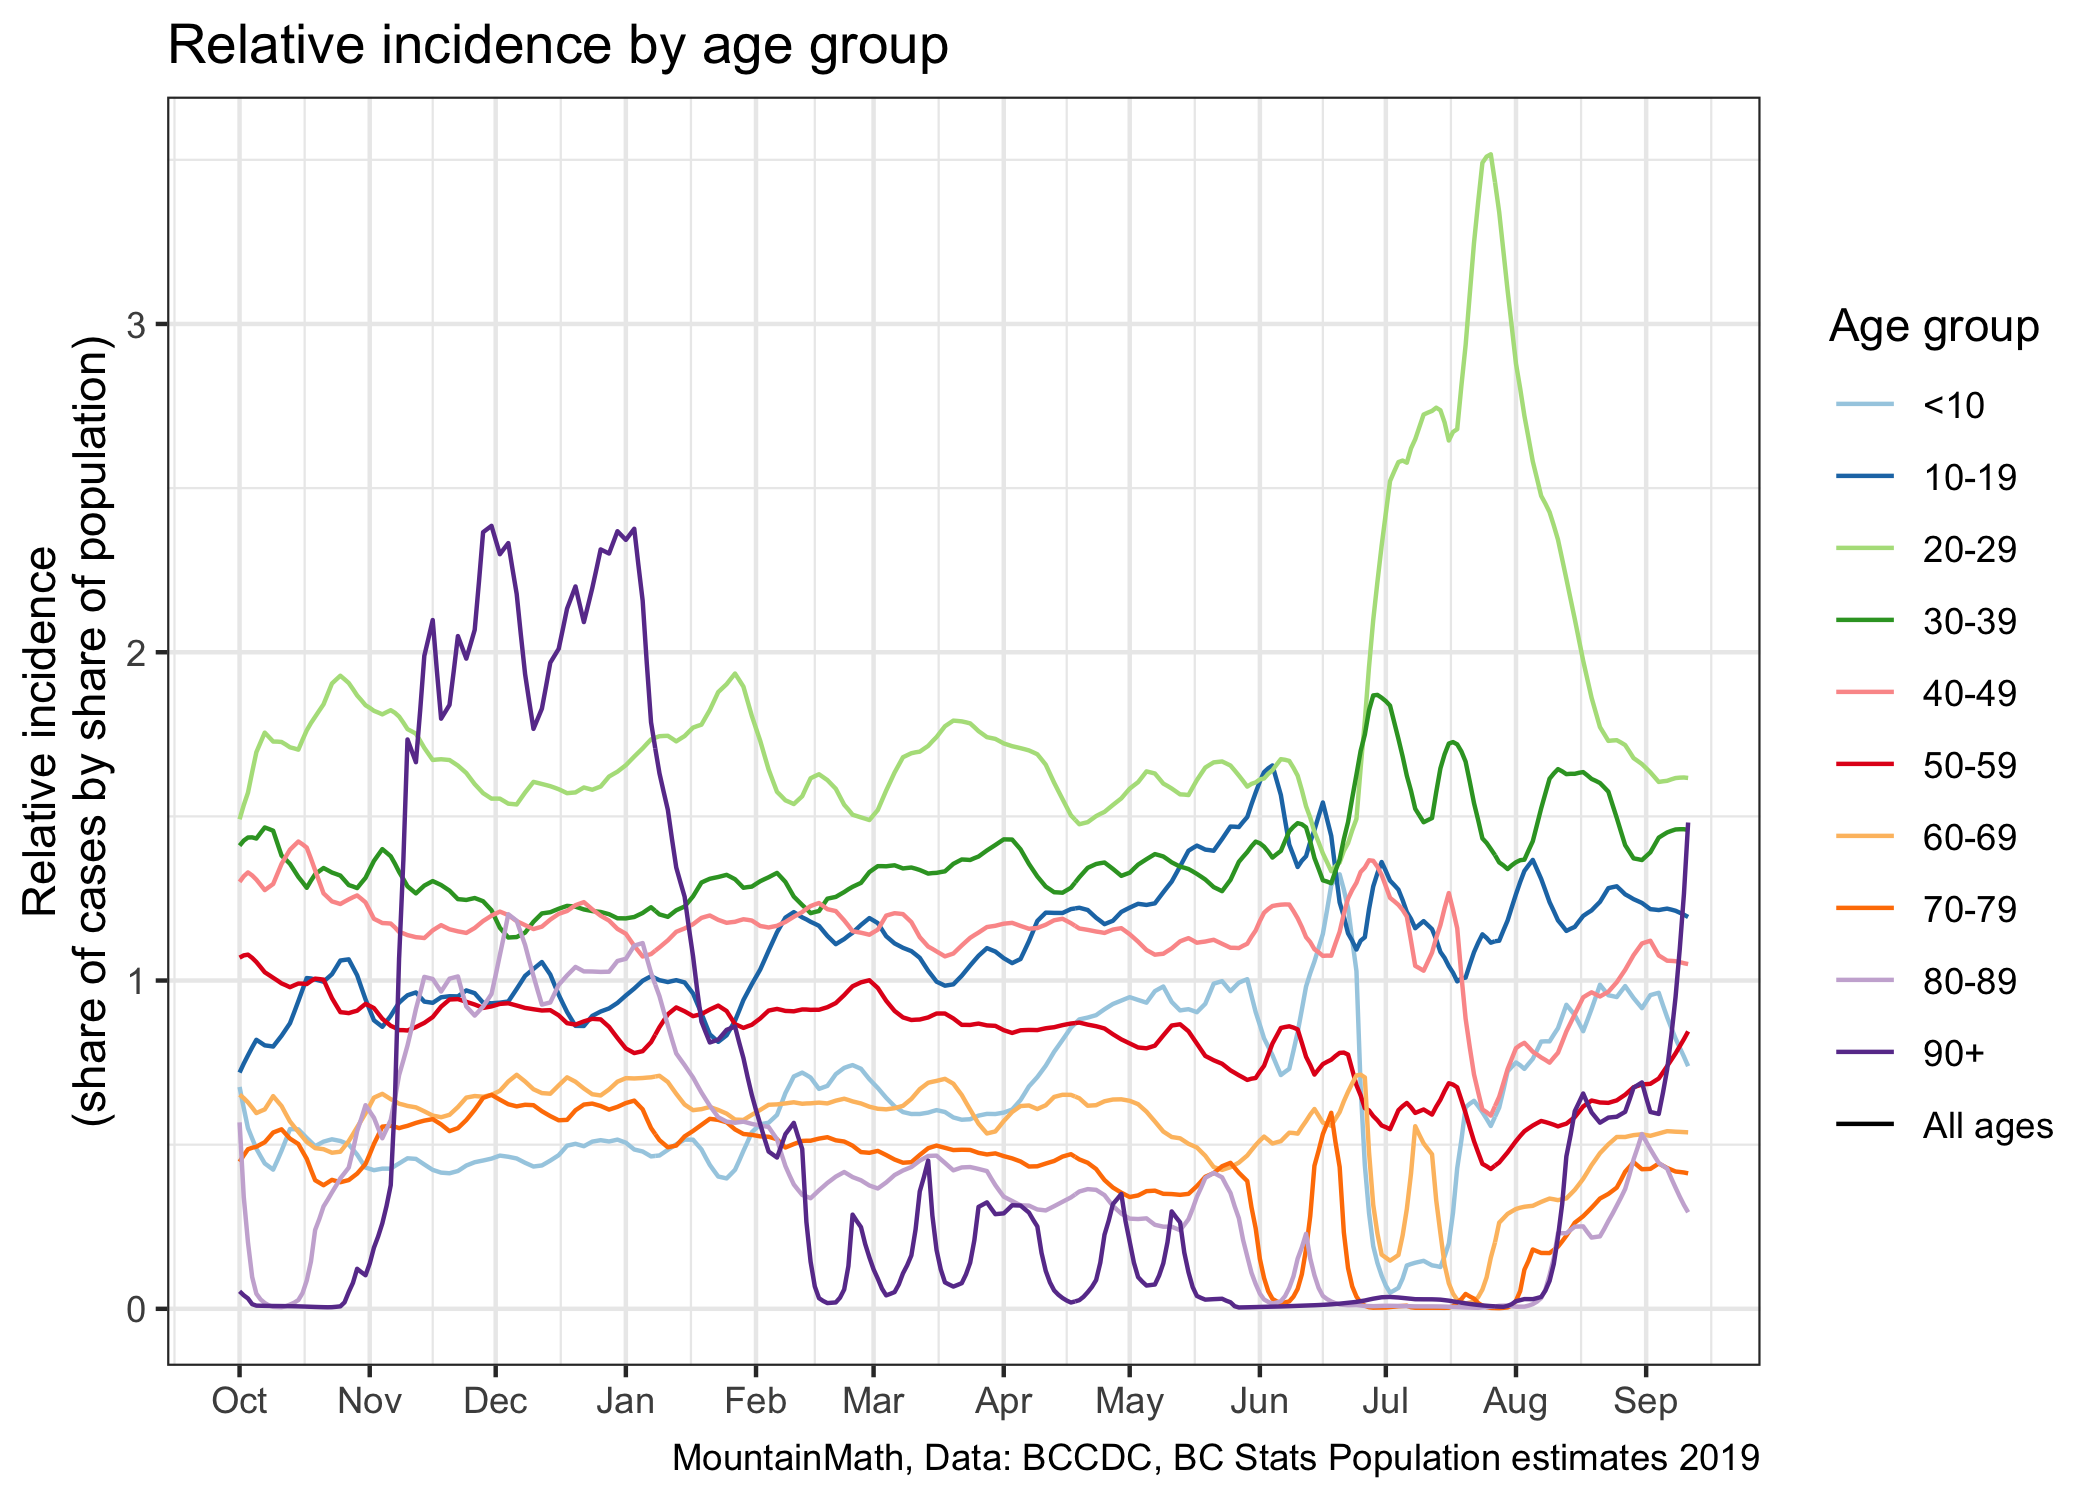 Relative incidence by age group
Relative incidence
(share of cases by share of population)
3
2
1
0
Oct Nov Dec Jan Feb Mar Apr May Jun Jul Aug Sep
Age group
<10
10-19
20-29
30-39
40-49
50-59
60-69
70-79
80-89
90+
All ages
MountainMath, Data: BCCDC, BC Stats Population estimates 2019